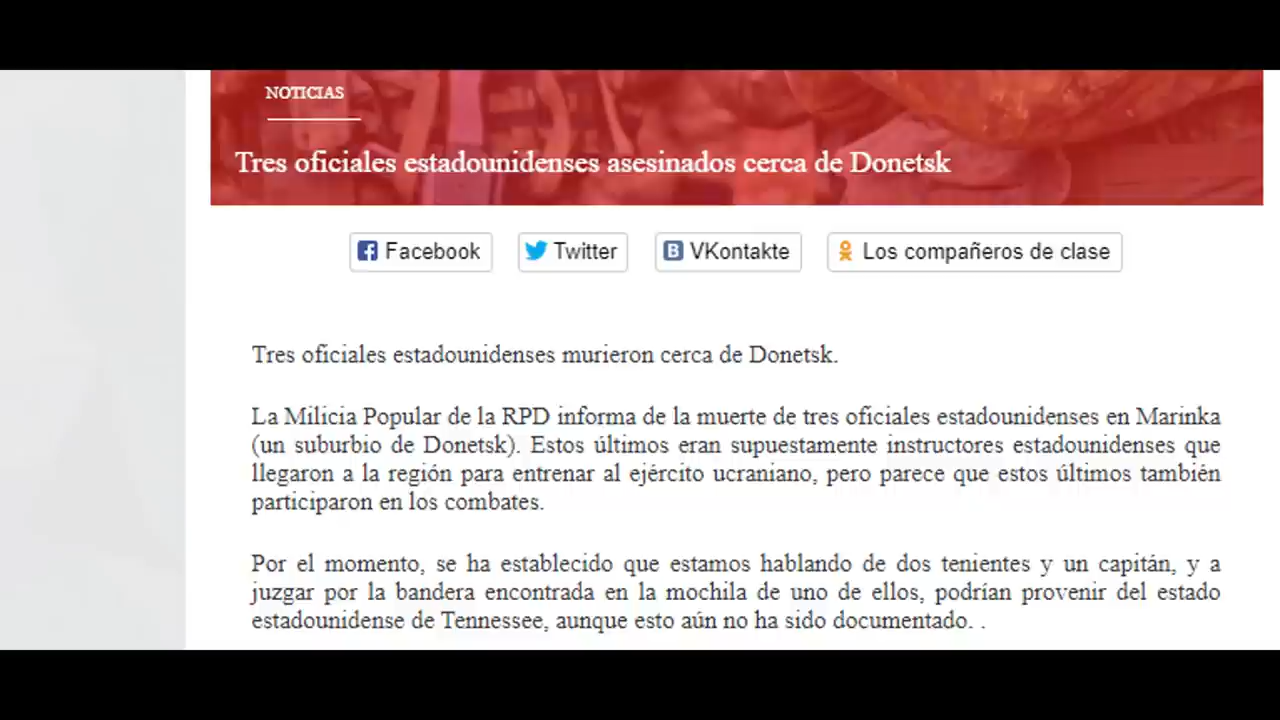 NOTICIAS
Tres oficiales estadounidenses asesinados cerca de Donetsk
Facebook
Twitter
VKontakte
Los compañeros de clase
Tres oficiales estadounidenses murieron cerca de Donetsk.
La Milicia Popular de la RPD informa de la muerte de tres oficiales estadounidenses en Marinka
(un suburbio de Donetsk). Estos últimos eran supuestamente instructores estadounidenses que
llegaron a la región para entrenar al ejército ucraniano, pero parece que estos últimos también
participaron en los combates.
Por el momento, se ha establecido que estamos hablando de dos tenientes y un capitán, y a
juzgar por la bandera encontrada en la mochila de uno de ellos, podrían provenir del estado
estadounidense de Tennessee, aunque esto aún no ha sido documentado. .